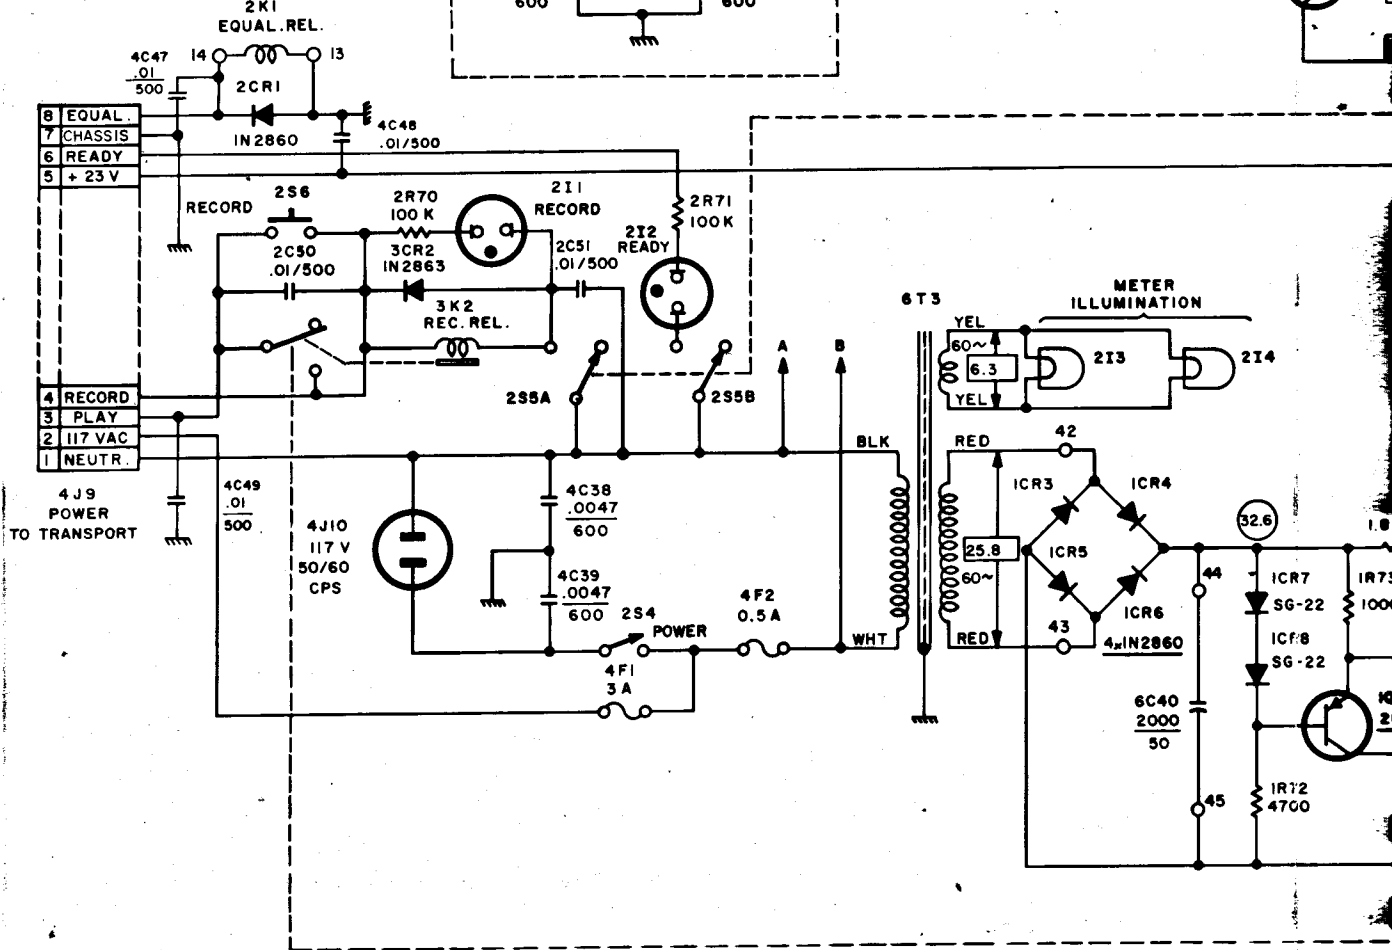 600
600
2K1
EQUAL.REL.
14
13
4C47
.01
500
2CR1
IN2860
4C48
.01/500
8 EQUAL.
7 CHASSIS
6 READY
5 + 23 V
2S6
RECORD
2R70
100 K
2I1
RECORD
2R71
100K
2I2
READY
2C50
.01/500
3CR2
IN2863
2C51
.01/500
3K2
REC. REL.
2S5A
2S5B
A
B
6T3
METER
ILLUMINATION
YEL
60~
6.3
YEL
2I3
2I4
4 RECORD
3 PLAY
2 117 VAC
1 NEUTR.
4J9
POWER
TO TRANSPORT
4C49
.01
500
4J10
117 V
50/60
CPS
4C38
.0047
600
4C39
.0047
600
2S4
POWER
4F1
3 A
4F2
0.5 A
BLK
WHT
RED
25.8
60~
RED
42
43
ICR3
ICR4
ICR5
ICR6
4xIN2860
32.6
44
45
6C40
2000
50
ICR7
SG-22
ICR8
SG-22
IR72
4700
1.8
IR73